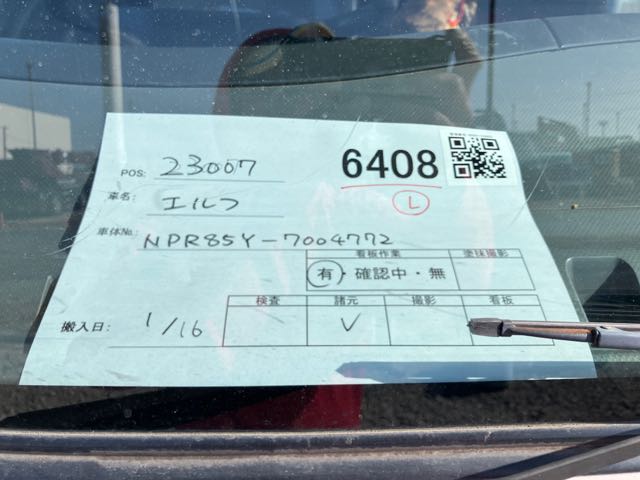 POS: 23007
6408
車名: エルフ
L
車体No.: NPR85Y-7004772
看板作業 塗抹撮影
有・確認中・無
検査 諸元 撮影 看板
搬入日: 1/16 ✓